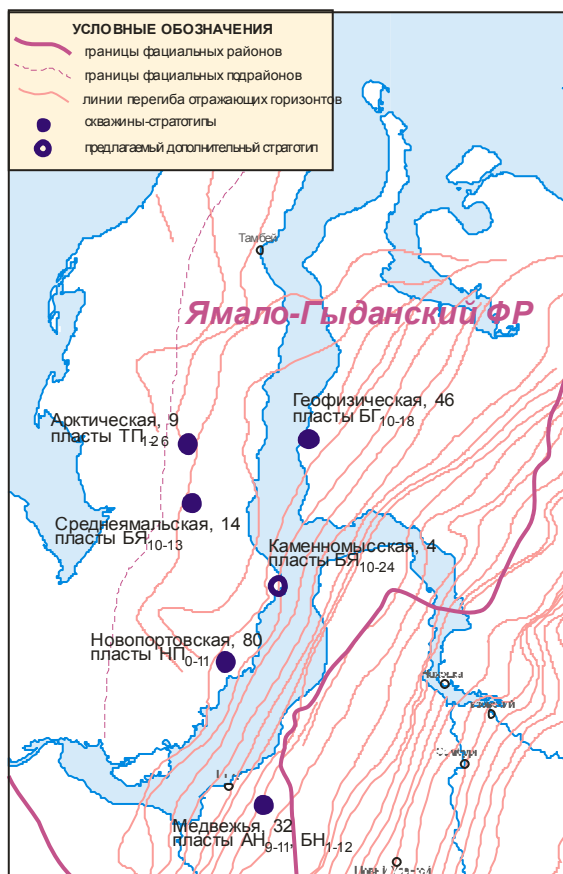 УСЛОВНЫЕ ОБОЗНАЧЕНИЯ
границы фациальных районов
границы фациальных подрайонов
линии перегиба отражающих горизонтов
скважины-стратотипы
предлагаемый дополнительный стратотип
Тамбей
Ямало-Гыданский ФР
Геофизическая, 46
пласты БГ10-18
Арктическая, 9
пласты ТП1-26
Среднеямальская, 14
пласты БЯ10-13
Каменномысская, 4
пласты БЯ10-24
Новопортовская, 80
пласты НП0-11
Медвежья, 32
пласты АН9-11, БН1-12